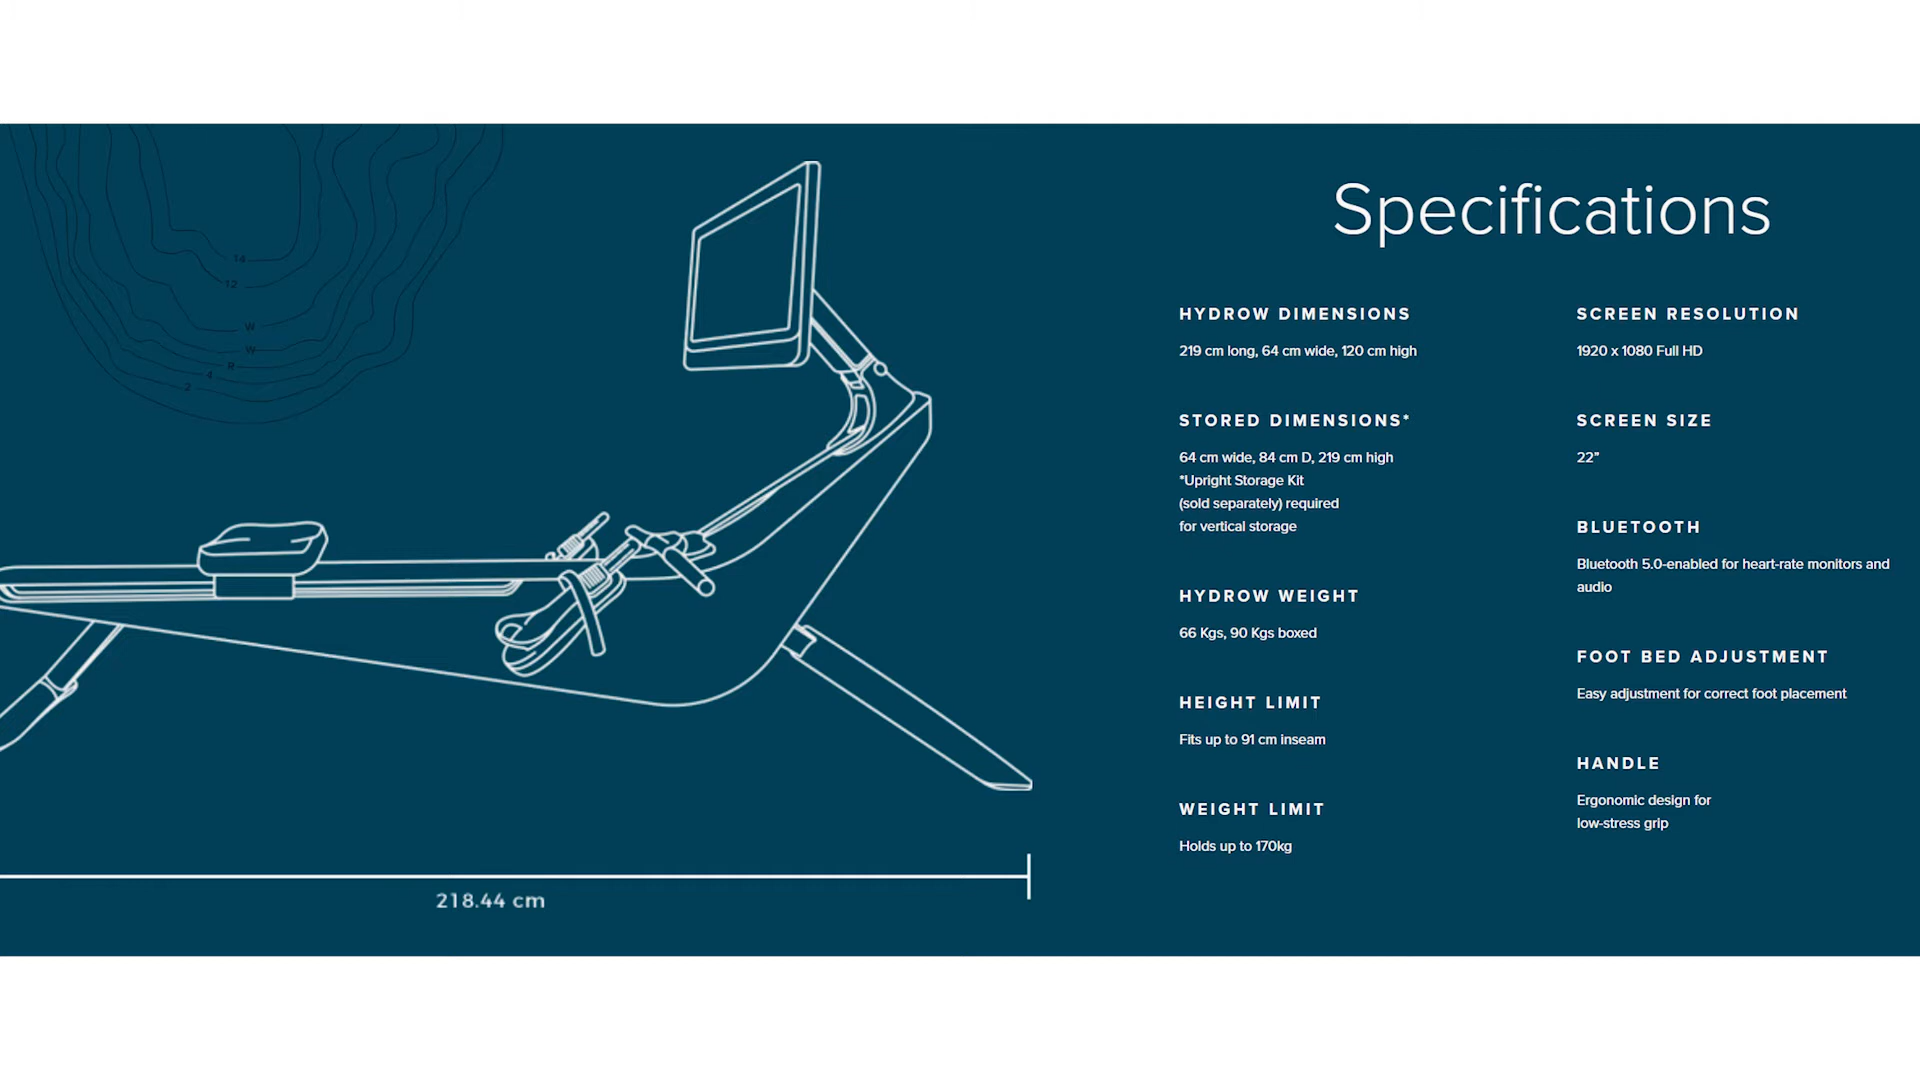 Specifications
HYDROW DIMENSIONS
219 cm long, 64 cm wide, 120 cm high
STORED DIMENSIONS*
64 cm wide, 84 cm D, 219 cm high
*Upright Storage Kit
(sold separately) required
for vertical storage
HYDROW WEIGHT
66 Kgs, 90 Kgs boxed
HEIGHT LIMIT
Fits up to 91 cm inseam
WEIGHT LIMIT
Holds up to 170kg
SCREEN RESOLUTION
1920 x 1080 Full HD
SCREEN SIZE
22”
BLUETOOTH
Bluetooth 5.0-enabled for heart-rate monitors and
audio
FOOT BED ADJUSTMENT
Easy adjustment for correct foot placement
HANDLE
Ergonomic design for
low-stress grip
14
12
W
W
R
4
2
218.44 cm